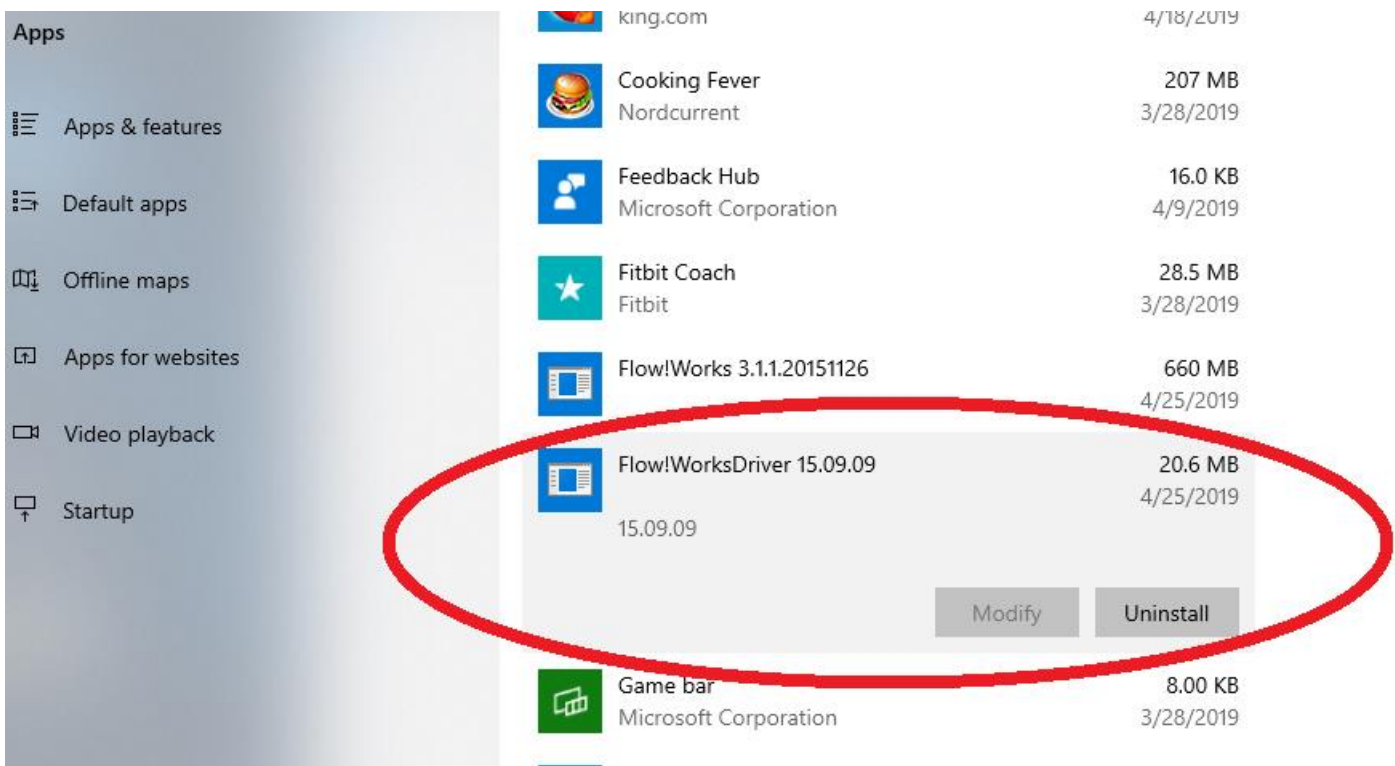 Apps
Apps & features
Default apps
Offline maps
Apps for websites
Video playback
Startup
king.com 4/18/2019
Cooking Fever 207 MB
Nordcurrent 3/28/2019
Feedback Hub 16.0 KB
Microsoft Corporation 4/9/2019
Fitbit Coach 28.5 MB
Fitbit 3/28/2019
Flow!Works 3.1.1.20151126 660 MB
4/25/2019
Flow!WorksDriver 15.09.09 20.6 MB
4/25/2019
15.09.09
Modify Uninstall
Game bar 8.00 KB
Microsoft Corporation 3/28/2019